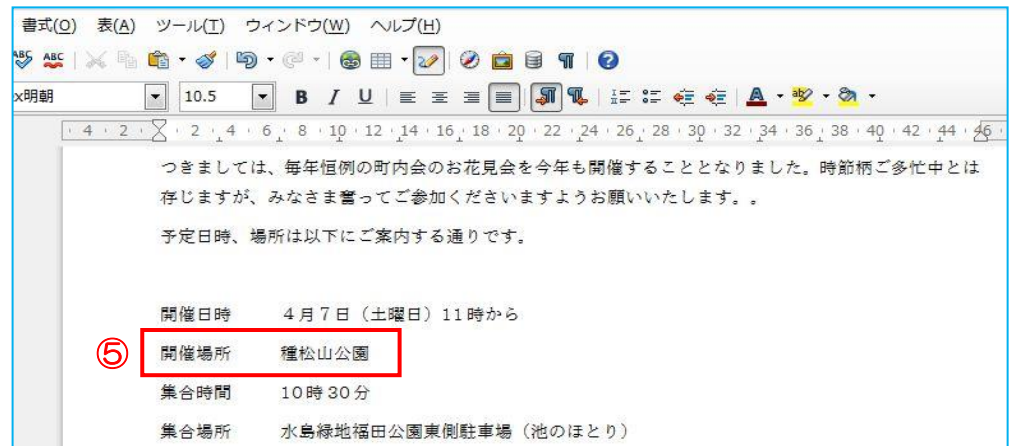 書式(O) 表(A) ツール(T) ウィンドウ(W) ヘルプ(H)
ABC ABC
x明朝 10.5 B I U A ab
4 2 2 4 6 8 10 12 14 16 18 20 22 24 26 28 30 32 34 36 38 40 42 44 46
つきましては、毎年恒例の町内会のお花見会を今年も開催することとなりました。時節柄ご多忙中とは
存じますが、みなさま奮ってご参加くださいますようお願いいたします。。
予定日時、場所は以下にご案内する通りです。
開催日時 4月7日（土曜日）11時から
⑤ 開催場所 種松山公園
集合時間 10時30分
集合場所 水島緑地福田公園東側駐車場（池のほとり）